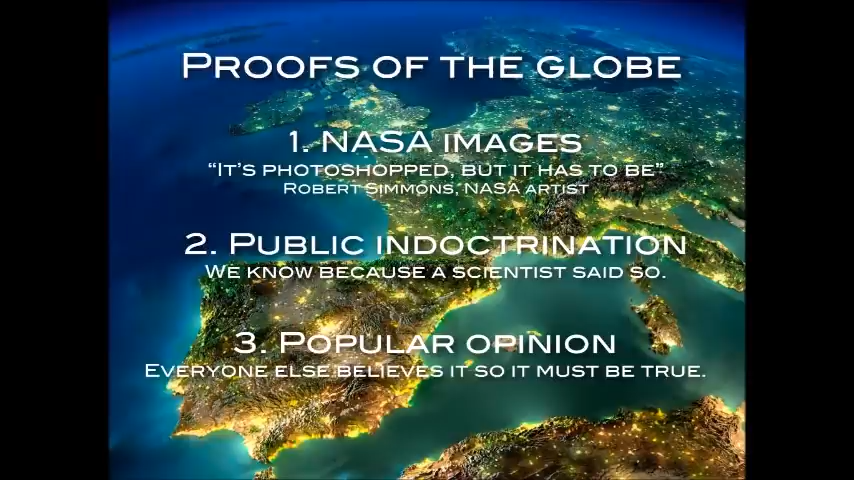 PROOFS OF THE GLOBE
1. NASA IMAGES
“IT’S PHOTOSHOPPED, BUT IT HAS TO BE”
ROBERT SIMMONS, NASA ARTIST
2. PUBLIC INDOCTRINATION
WE KNOW BECAUSE A SCIENTIST SAID SO.
3. POPULAR OPINION
EVERYONE ELSE BELIEVES IT SO IT MUST BE TRUE.